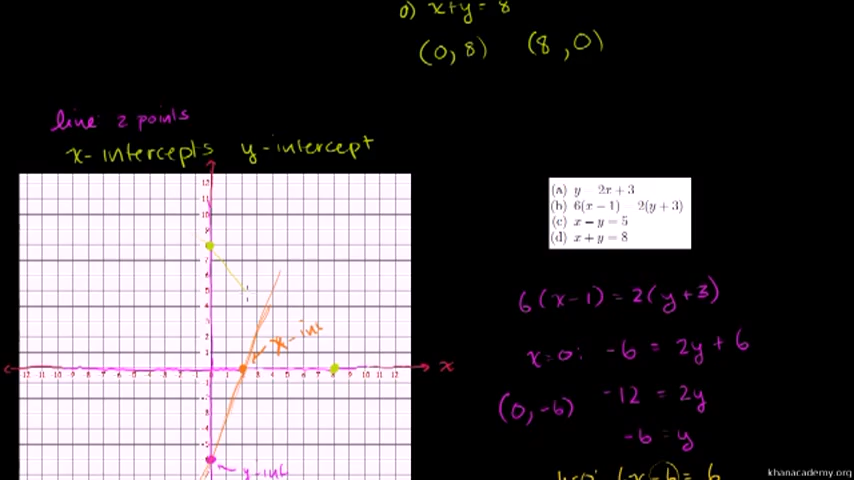 x+y = 8
(0, 8) (8, 0)
line 2 points
x-intercepts y-intercept
(a) y 2x + 3
(b) 6(x − 1) 2(y + 3)
(c) x − y = 5
(d) x + y = 8
6(x-1) = 2(y+3)
x=0: -6 = 2y + 6
(0, -6) -12 = 2y
-6 = y
x-int
x
y-int
khanacademy.org